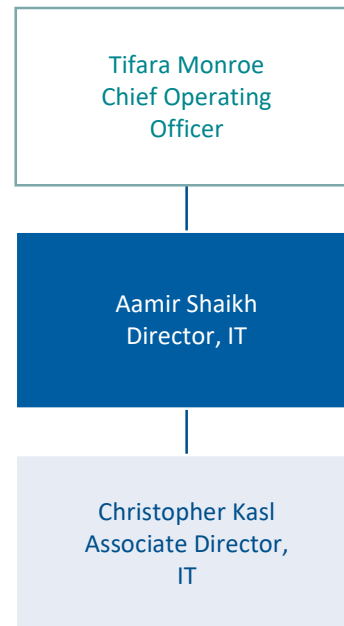 Tifara Monroe
Chief Operating
Officer
Aamir Shaikh
Director, IT
Christopher Kasl
Associate Director,
IT